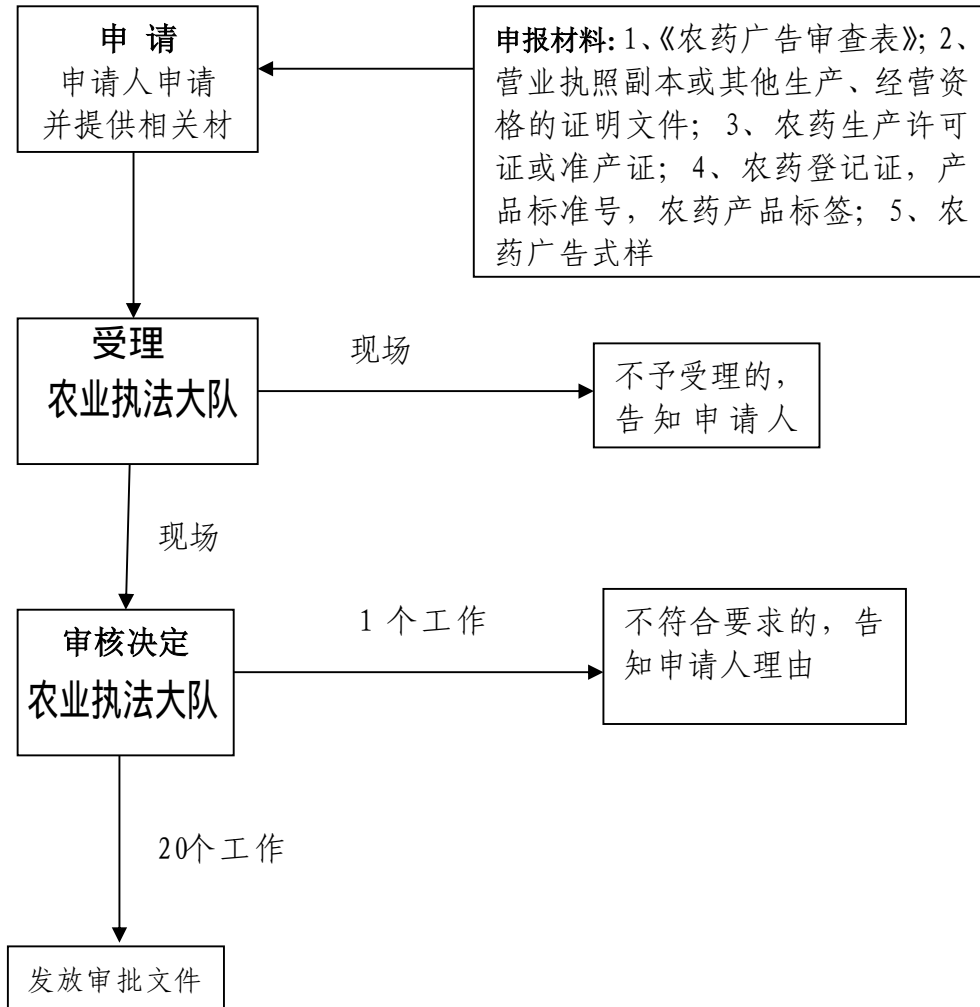 申 请
申请人申请
并提供相关材
申报材料: 1、《农药广告审查表》; 2、
营业执照副本或其他生产、经营资
格的证明文件; 3、农药生产许可
证或准产证; 4、农药登记证，产
品标准号，农药产品标签; 5、农
药广告式样
受理
农业执法大队
现场
不予受理的，
告知申请人
现场
审核决定
农业执法大队
1 个工作
不符合要求的，告
知申请人理由
20个工作
发放审批文件